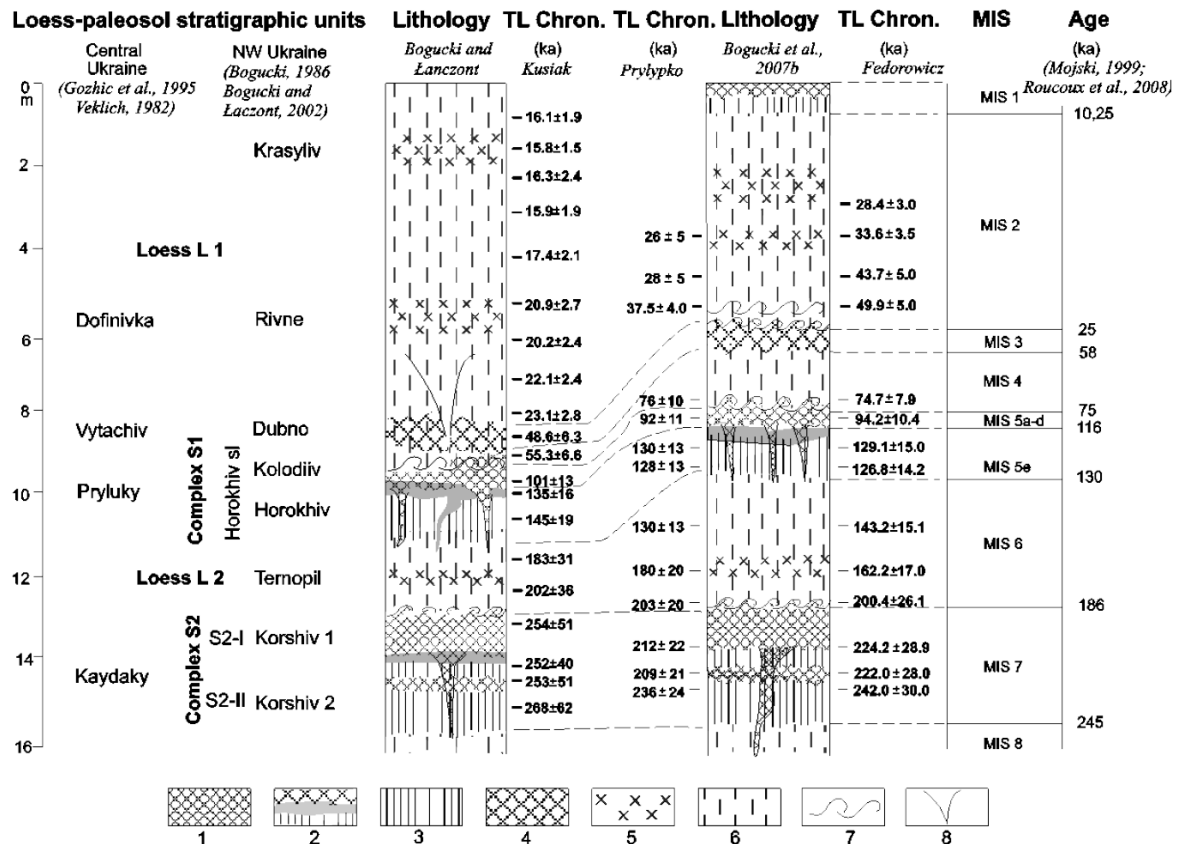 Loess-paleosol stratigraphic units
Lithology
TL Chron.
TL Chron.
LIthology
TL Chron.
MIS
Age
Central
Ukraine
(Gozhic et al., 1995
Veklich, 1982)
NW Ukraine
(Bogucki, 1986
Bogucki and
Łaczont, 2002)
Bogucki and
Łanczont
(ka)
Kusiak
(ka)
Prylypko
Bogucki et al.,
2007b
(ka)
Fedorowicz
(ka)
(Mojski, 1999;
Roucoux et al., 2008)
0
m
2
4
6
8
10
12
14
16
Loess L 1
Dofinivka
Vytachiv
Pryluky
Loess L 2
Kaydaky
Complex S1
Horokhiv sl
Complex S2
S2-I
S2-II
Krasyliv
Rivne
Dubno
Kolodiiv
Horokhiv
Ternopil
Korshiv 1
Korshiv 2
16.1±1.9
15.8±1.5
16.3±2.4
15.9±1.9
17.4±2.1
20.9±2.7
20.2±2.4
22.1±2.4
23.1±2.8
48.6±6.3
55.3±6.6
101±13
135±16
145±19
183±31
202±36
254±51
252±40
253±51
268±62
26 ± 5
28 ± 5
37.5±4.0
76±10
92±11
130±13
128±13
130±13
180±20
203±20
212±22
209±21
236±24
28.4±3.0
33.6±3.5
43.7±5.0
49.9±5.0
74.7±7.9
94.2±10.4
129.1±15.0
126.8±14.2
143.2±15.1
162.2±17.0
200.4±26.1
224.2±28.9
222.0±28.0
242.0±30.0
MIS 1
MIS 2
MIS 3
MIS 4
MIS 5a-d
MIS 5e
MIS 6
MIS 7
MIS 8
10,25
25
58
75
116
130
186
245
1
2
3
4
5
6
7
8